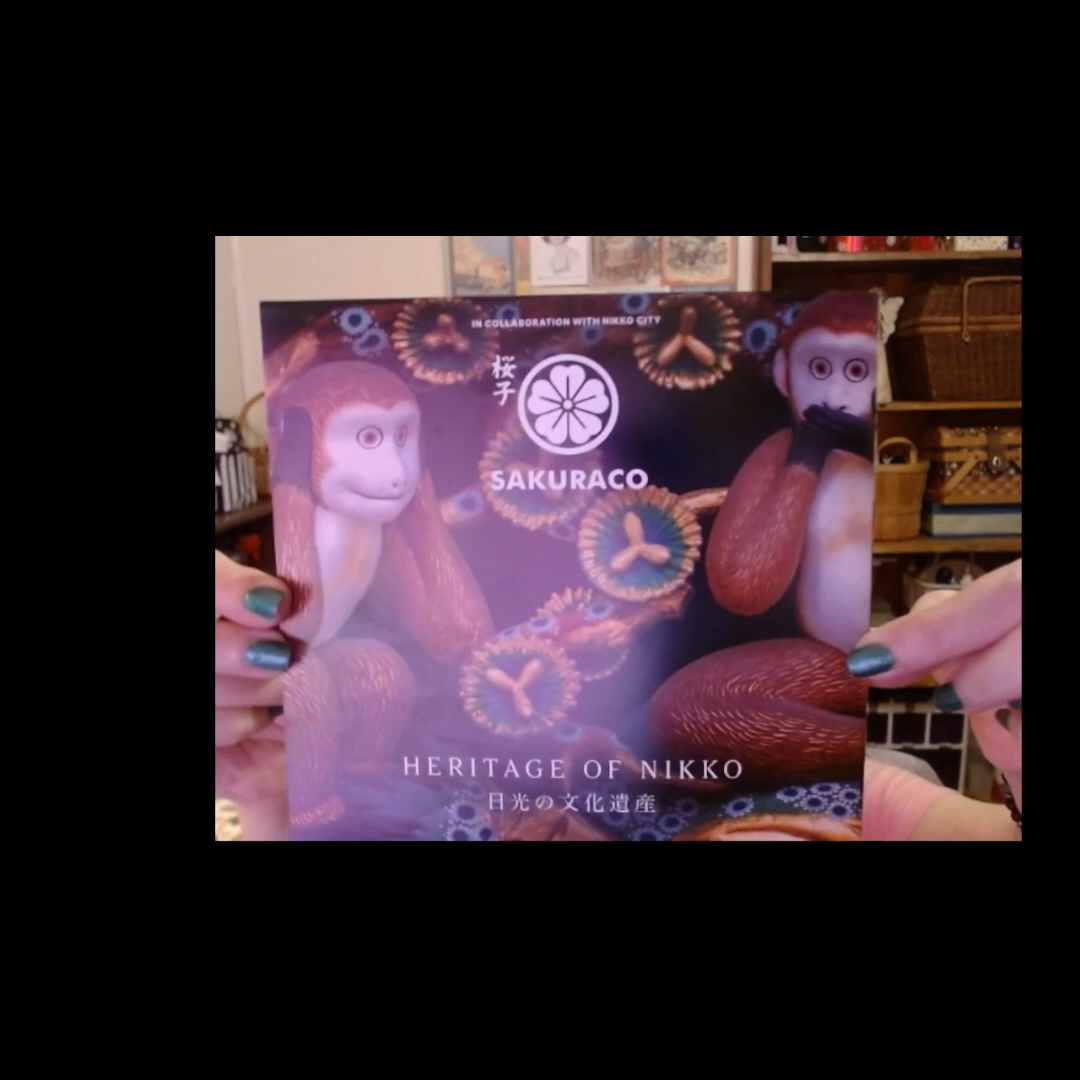 IN COLLABORATION WITH NIKKO CITY
桜子
SAKURACO
HERITAGE OF NIKKO
日光の文化遺産